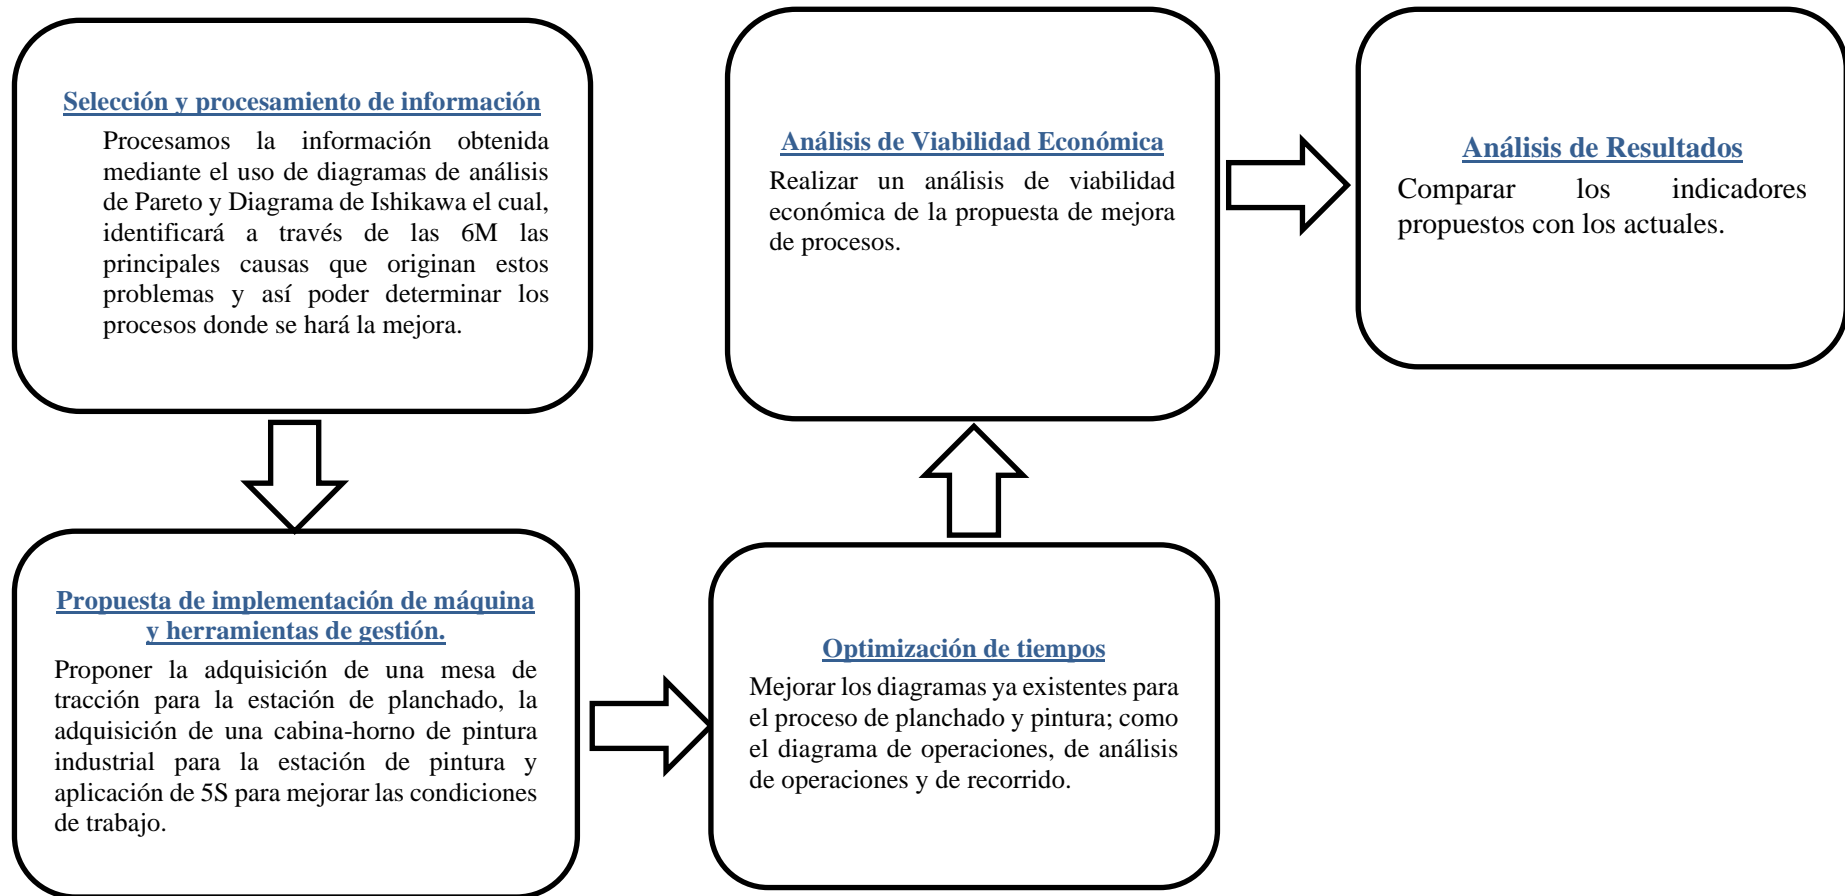 Selección y procesamiento de información
Procesamos la información obtenida
mediante el uso de diagramas de análisis
de Pareto y Diagrama de Ishikawa el cual,
identificará a través de las 6M las
principales causas que originan estos
problemas y así poder determinar los
procesos donde se hará la mejora.
Propuesta de implementación de máquina
y herramientas de gestión.
Proponer la adquisición de una mesa de
tracción para la estación de planchado, la
adquisición de una cabina-horno de pintura
industrial para la estación de pintura y
aplicación de 5S para mejorar las condiciones
de trabajo.
Optimización de tiempos
Mejorar los diagramas ya existentes para
el proceso de planchado y pintura; como
el diagrama de operaciones, de análisis
de operaciones y de recorrido.
Análisis de Viabilidad Económica
Realizar un análisis de viabilidad
económica de la propuesta de mejora
de procesos.
Análisis de Resultados
Comparar los indicadores
propuestos con los actuales.